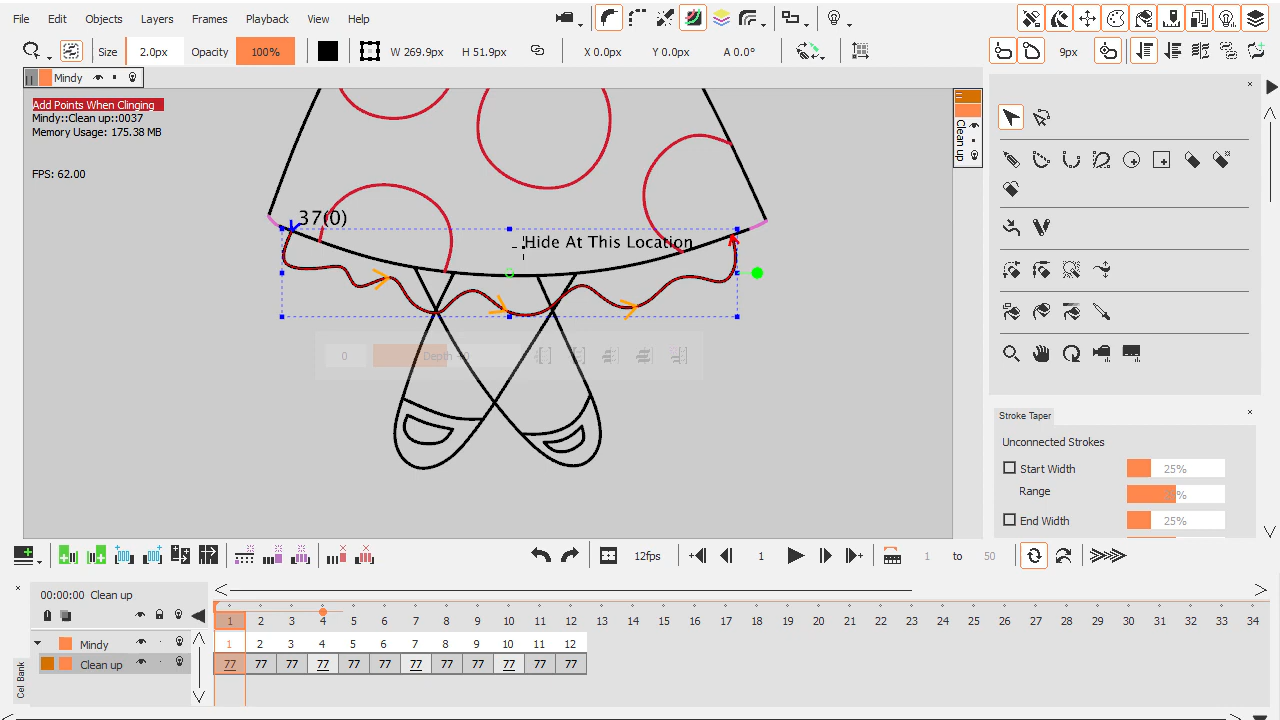 File Edit Objects Layers Frames Playback View Help
Size 2.0px Opacity 100% W 269.9px H 51.9px X 0.0px Y 0.0px A 0.0° 9px
Mindy
Add Points When Clinging
Mindy::Clean up::0037
Memory Usage: 175.38 MB
FPS: 62.00
Clean up
37(0)
Hide At This Location
0 Depth
Stroke Taper
Unconnected Strokes
Start Width 25%
Range
End Width 25%
12fps 1 1 to 50
00:00:00 Clean up
1 2 3 4 5 6 7 8 9 10 11 12 13 14 15 16 17 18 19 20 21 22 23 24 25 26 27 28 29 30 31 32 33 34
Mindy 1 2 3 4 5 6 7 8 9 10 11 12
Clean up 77 77 77 77 77 77 77 77 77 77 77 77
Cel Bank